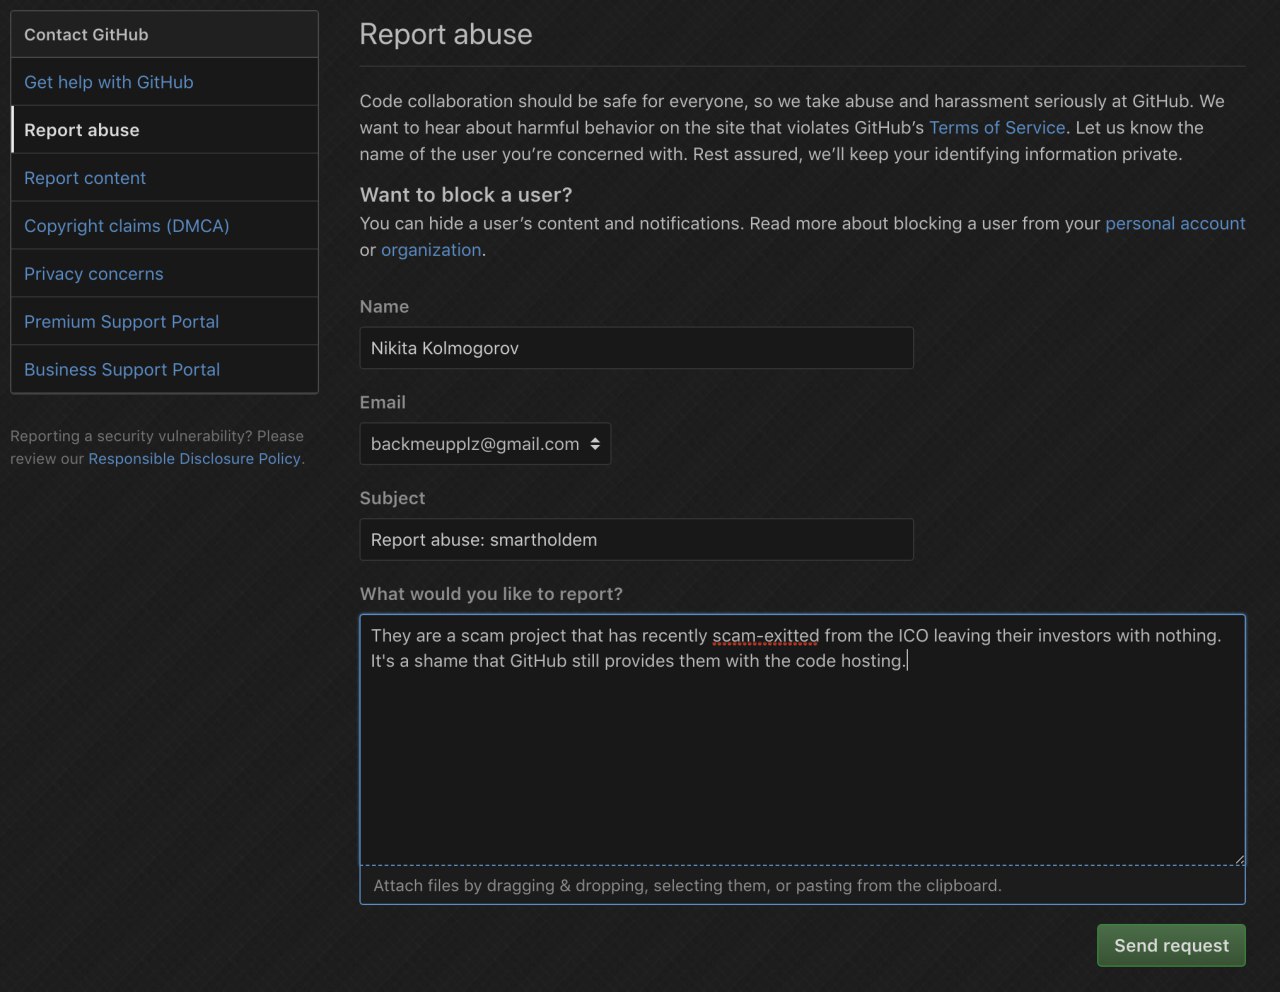 Contact GitHub
Get help with GitHub
Report abuse
Report content
Copyright claims (DMCA)
Privacy concerns
Premium Support Portal
Business Support Portal
Reporting a security vulnerability? Please
review our Responsible Disclosure Policy.
Report abuse
Code collaboration should be safe for everyone, so we take abuse and harassment seriously at GitHub. We
want to hear about harmful behavior on the site that violates GitHub’s Terms of Service. Let us know the
name of the user you’re concerned with. Rest assured, we’ll keep your identifying information private.
Want to block a user?
You can hide a user’s content and notifications. Read more about blocking a user from your personal account
or organization.
Name
Nikita Kolmogorov
Email
backmeupplz@gmail.com
Subject
Report abuse: smartholdem
What would you like to report?
They are a scam project that has recently scam-exitted from the ICO leaving their investors with nothing.
It's a shame that GitHub still provides them with the code hosting.
Attach files by dragging & dropping, selecting them, or pasting from the clipboard.
Send request